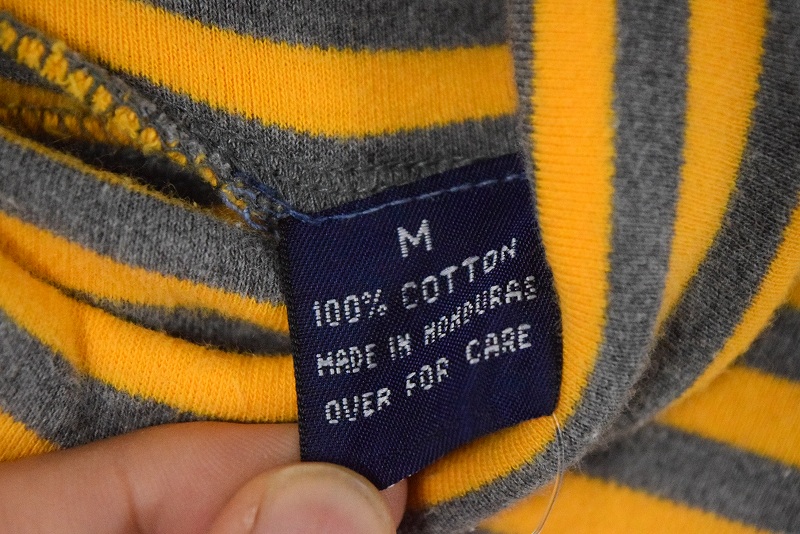 M
100% COTTON
MADE IN HONDURAS
OVER FOR CARE